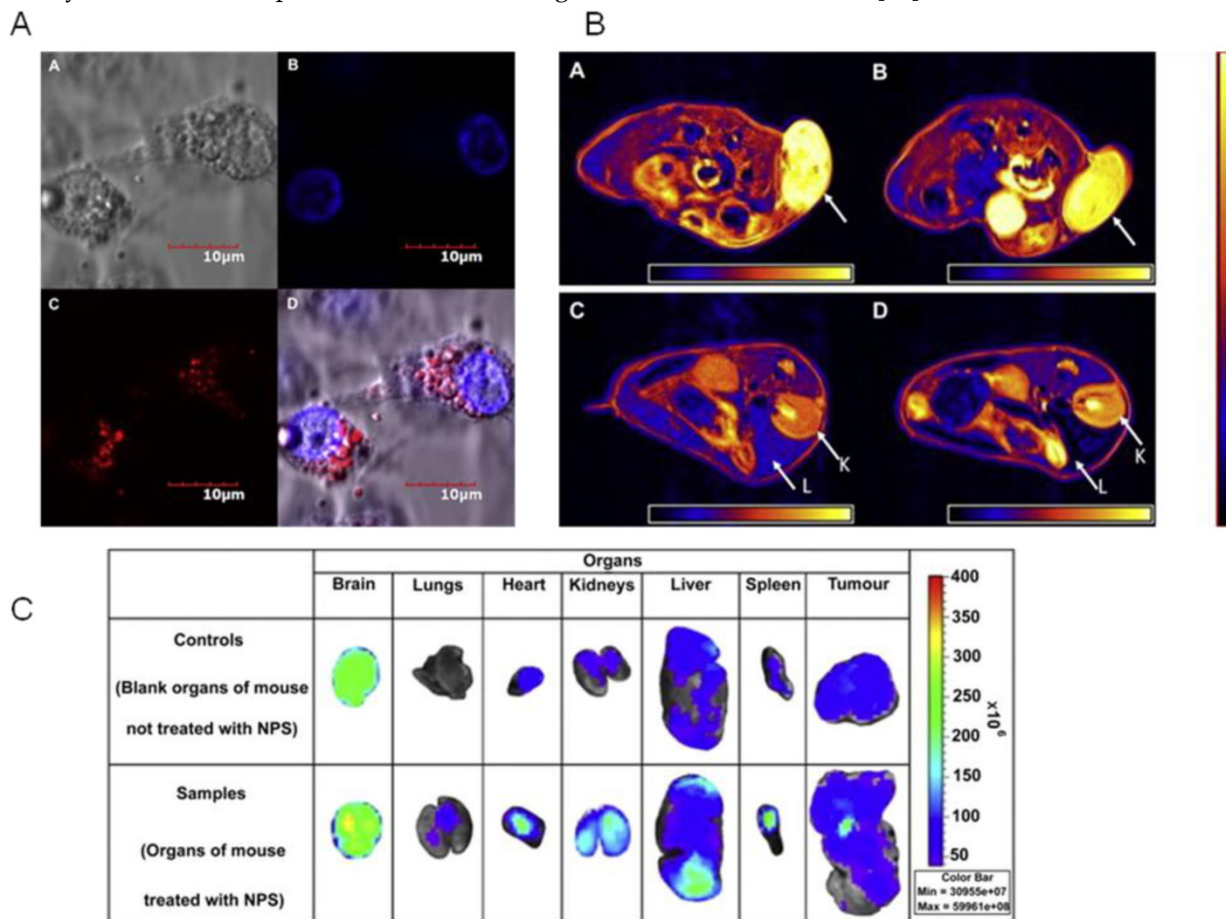 A
B
A
B
10µm
10µm
C
D
10µm
10µm
A
B
C
D
K
L
K
L
C
Organs
Brain
Lungs
Heart
Kidneys
Liver
Spleen
Tumour
Controls
(Blank organs of mouse
not treated with NPS)
Samples
(Organs of mouse
treated with NPS)
400
350
300
250
200
150
100
50
x10⁶
Color Bar
Min = 30955e+07
Max = 59961e+08